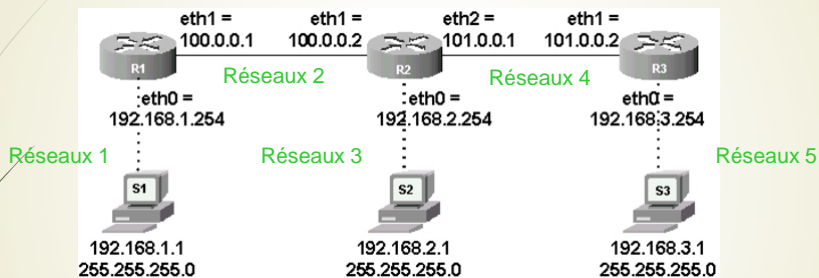 eth1 =
100.0.0.1
eth1 =
100.0.0.2
eth2 =
101.0.0.1
eth1 =
101.0.0.2
R1
R2
R3
Réseaux 2
Réseaux 4
eth0 =
192.168.1.254
eth0 =
192.168.2.254
eth0 =
192.168.3.254
Réseaux 1
Réseaux 3
Réseaux 5
S1
S2
S3
192.168.1.1
255.255.255.0
192.168.2.1
255.255.255.0
192.168.3.1
255.255.255.0